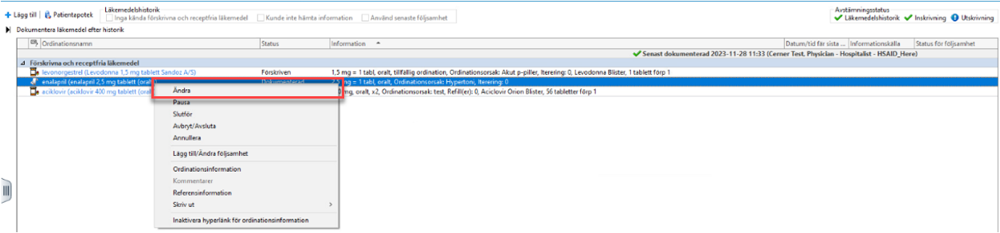 Lägg till Patientapotek
Läkemedelshistorik
Inga kända förskrivna och receptfria läkemedel Kunde inte hämta information Använd senaste följsamhet
Avstämningsstatus
Läkemedelshistorik Inskrivning Utskrivning
Dokumentera läkemedel efter historik
Ordinationsnamn Status Information Datum/tid får sista ... Informationskälla Status för följsamhet
Senast dokumenterad 2023-11-28 11:33 (Cerner Test, Physician - Hospitalist - HSAID_Here)
Förskrivna och receptfria läkemedel
levonorgestrel (Levodonna 1,5 mg tablett Sandoz A/S) Förskriven 1,5 mg = 1 tabl, oralt, tillfällig ordination, Ordinationsorsak: Akut p-piller, Iterering: 0, Levodonna Blister, 1 tablett förp 1
enalapril (enalapril 2,5 mg tablett (oralt) Dokumenterad 2,5 mg = 1 tabl, oralt, Ordinationsorsak: Hypertoni, Iterering: 0
aciklovir (aciklovir 400 mg tablett (oralt mg, oralt, x2, Ordinationsorsak: test, Refill(er): 0, Aciclovir Orion Blister, 56 tabletter förp 1
Ändra
Pausa
Slutför
Avbryt/Avsluta
Annullera
Lägg till/Ändra följsamhet
Ordinationsinformation
Kommentarer
Referensinformation
Skriv ut
Inaktivera hyperlänk för ordinationsinformation